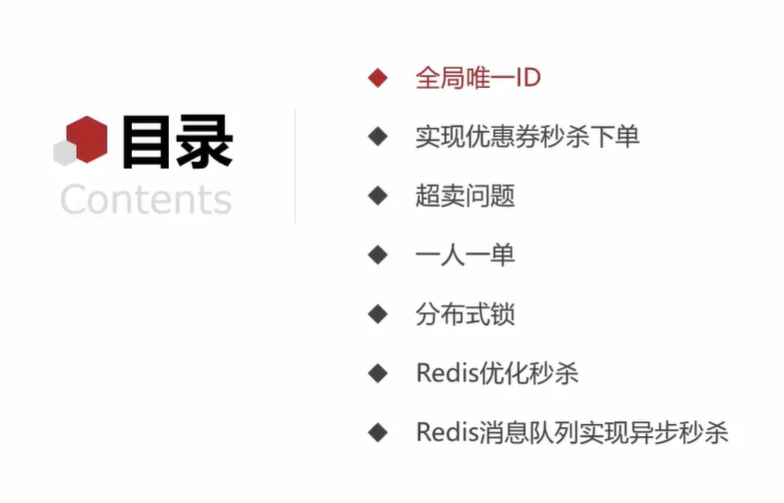 目录
Contents
全局唯一ID
实现优惠券秒杀下单
超卖问题
一人一单
分布式锁
Redis优化秒杀
Redis消息队列实现异步秒杀